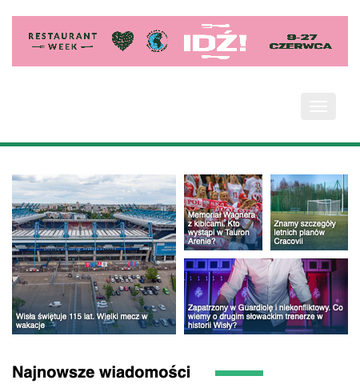 RESTAURANT
WEEK
IDŹ!
8-27
CZERWCA
Memoriał Wagnera
z kibicami. Kto
wystąpi w Tauron
Arenie?
Znamy szczegóły
letnich planów
Cracovii
Wisła świętuje 115 lat. Wielki mecz w
wakacje
Zapatrzony w Guardiolę i niekonfliktowy. Co
wiemy o drugim słowackim trenerze w
historii Wisły?
Najnowsze wiadomości